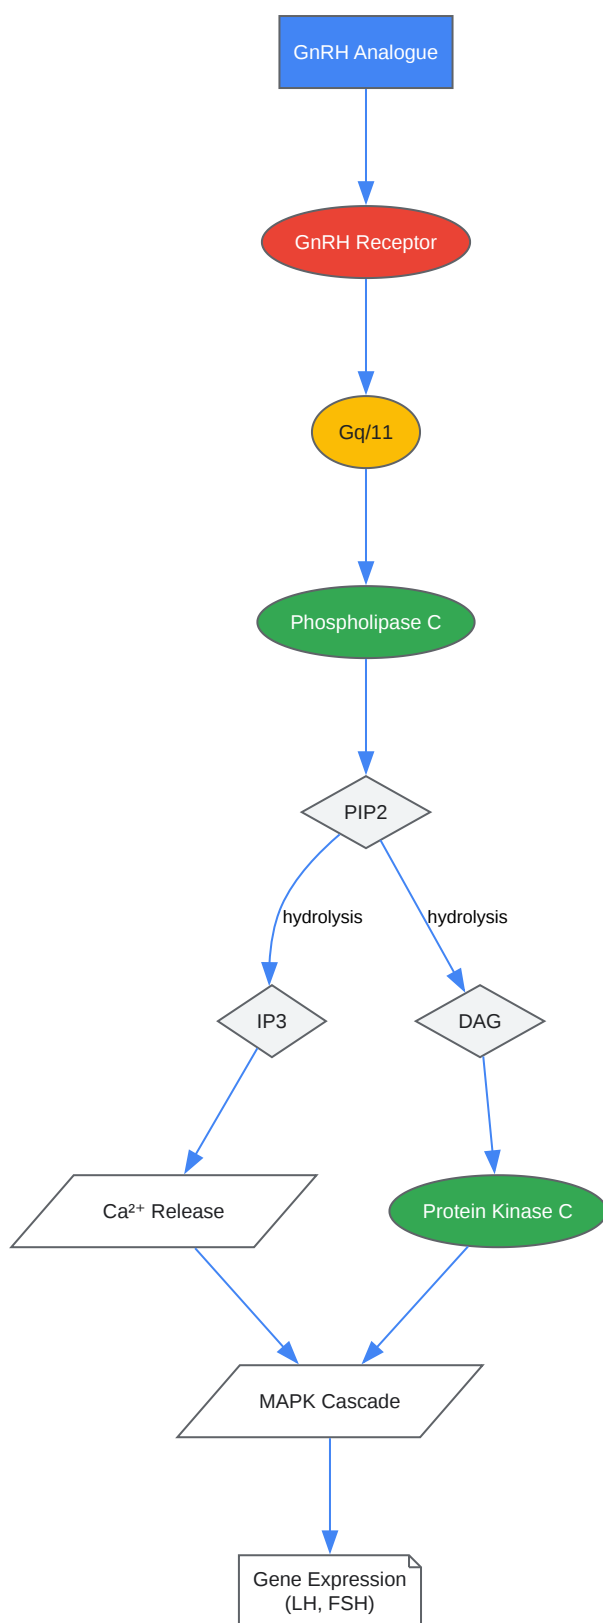 GnRH Analogue
GnRH Receptor
Gq/11
Phospholipase C
PIP2
hydrolysis
hydrolysis
IP3
DAG
Ca²⁺ Release
Protein Kinase C
MAPK Cascade
Gene Expression
(LH, FSH)